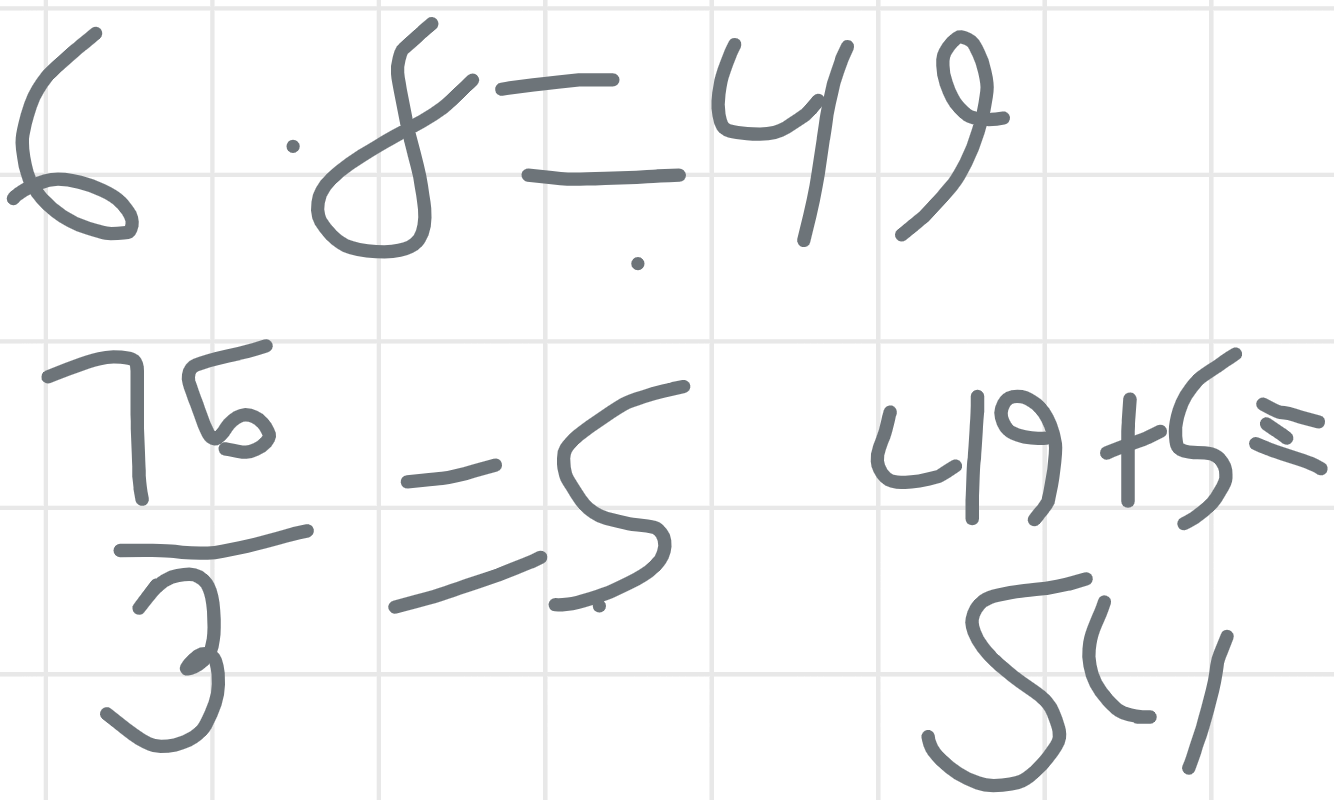 6 · 8 = 49
75
— = 5
3
49 + 5 =
54